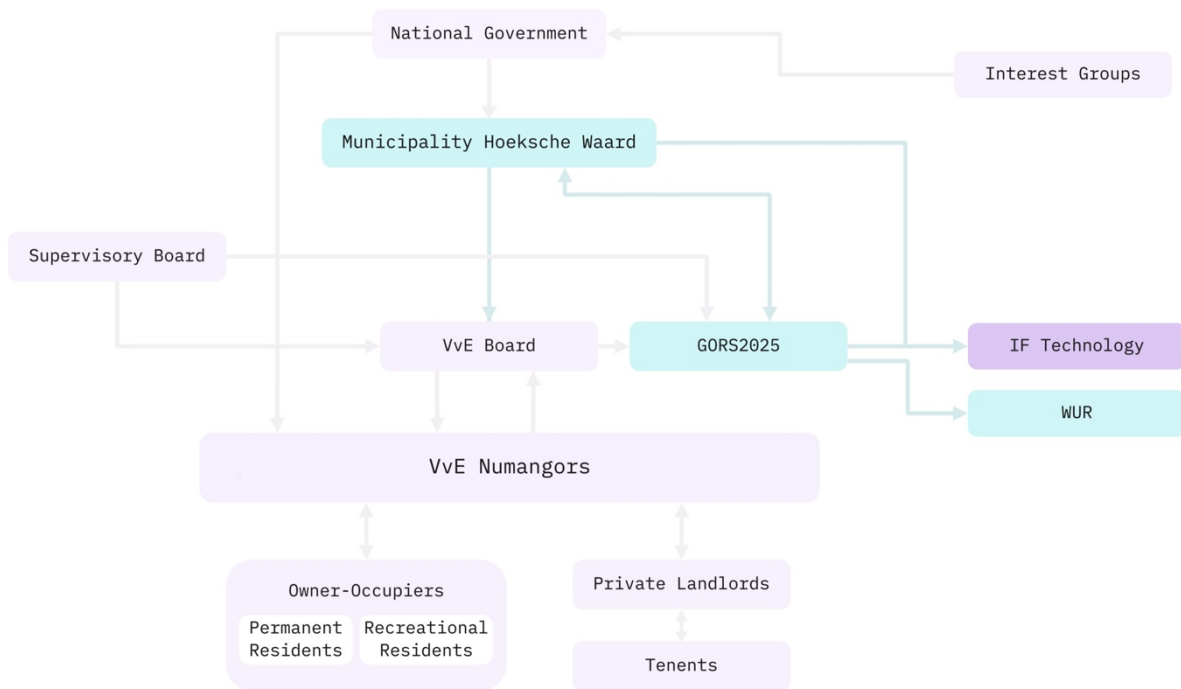 National Government
Interest Groups
Municipality Hoeksche Waard
Supervisory Board
VvE Board
GORS2025
IF Technology
WUR
VvE Numangors
Owner-Occupiers
Permanent
Residents
Recreational
Residents
Private Landlords
Tenents